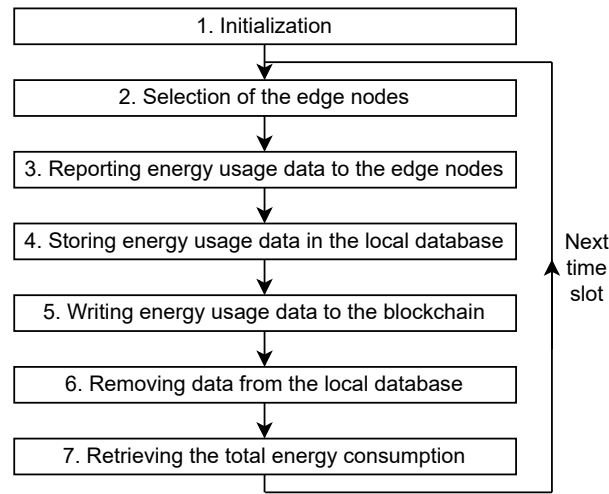 1. Initialization
2. Selection of the edge nodes
3. Reporting energy usage data to the edge nodes
4. Storing energy usage data in the local database
5. Writing energy usage data to the blockchain
6. Removing data from the local database
7. Retrieving the total energy consumption
Next
time
slot